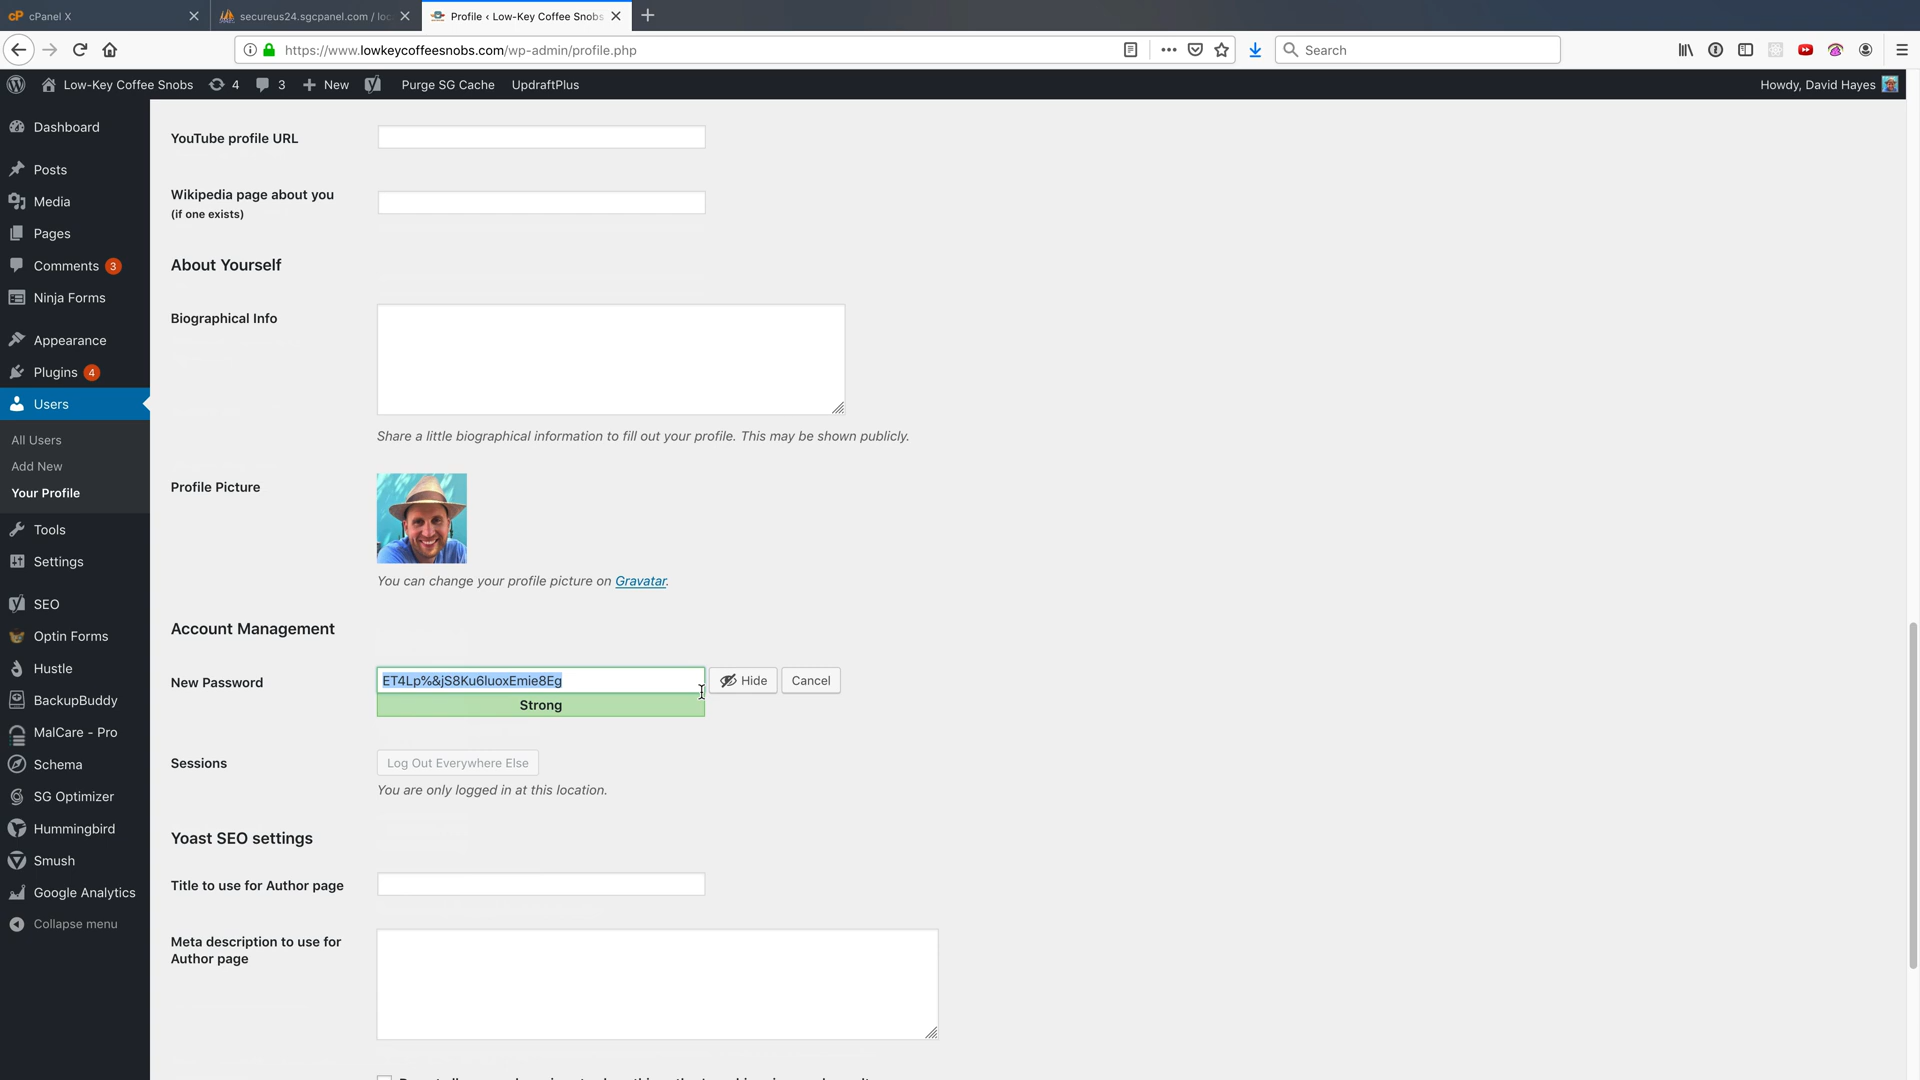 cPanel X
secureus24.sgcpanel.com / loc
Profile ‹ Low-Key Coffee Snobs
https://www.lowkeycoffeesnobs.com/wp-admin/profile.php
Search
Low-Key Coffee Snobs
4
3
New
Purge SG Cache
UpdraftPlus
Howdy, David Hayes
Dashboard
Posts
Media
Pages
Comments 3
Ninja Forms
Appearance
Plugins 4
Users
All Users
Add New
Your Profile
Tools
Settings
SEO
Optin Forms
Hustle
BackupBuddy
MalCare - Pro
Schema
SG Optimizer
Hummingbird
Smush
Google Analytics
Collapse menu
YouTube profile URL
Wikipedia page about you
(if one exists)
About Yourself
Biographical Info
Share a little biographical information to fill out your profile. This may be shown publicly.
Profile Picture
You can change your profile picture on Gravatar.
Account Management
New Password
ET4Lp%&jS8Ku6luoxEmie8Eg
Hide
Cancel
Strong
Sessions
Log Out Everywhere Else
You are only logged in at this location.
Yoast SEO settings
Title to use for Author page
Meta description to use for
Author page